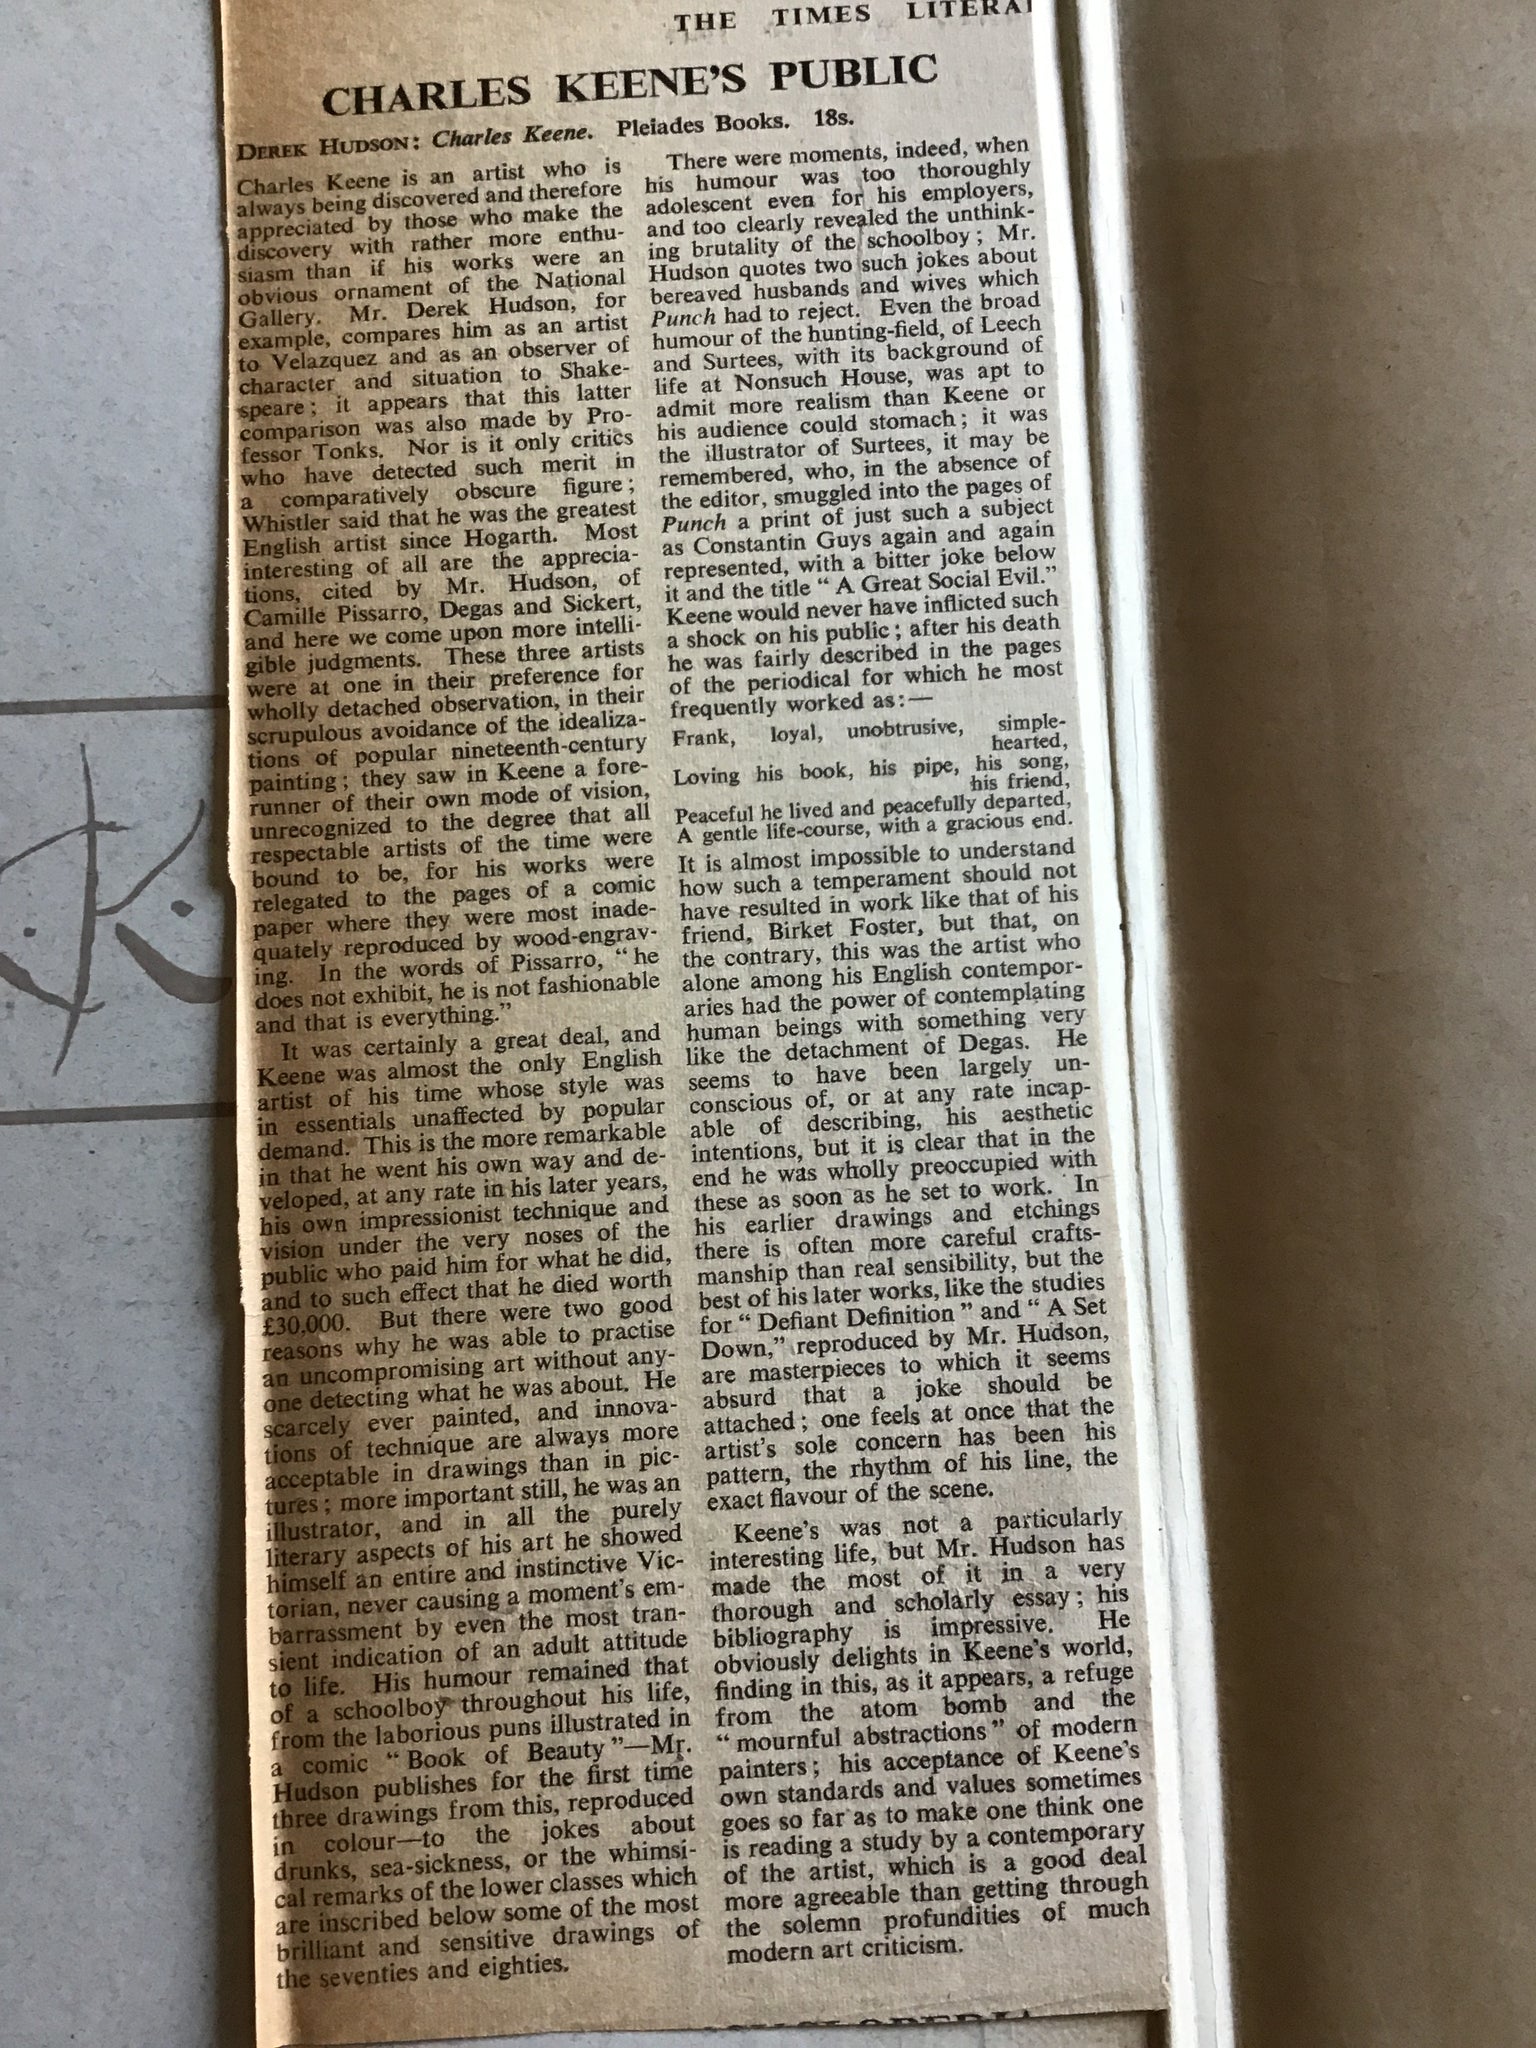 THE TIMES LITERA
CHARLES KEENE'S PUBLIC
DEREK HUDSON: Charles Keene. Pleiades Books. 18s.
Charles Keene is an artist who is
always being discovered and therefore
appreciated by those who make the
discovery with rather more enthu-
siasm than if his works were an
obvious ornament of the National
Gallery. Mr. Derek Hudson, for
example, compares him as an artist
to Velazquez and as an observer of
character and situation to Shake-
speare; it appears that this latter
comparison was also made by Pro-
fessor Tonks. Nor is it only critics
who have detected such merit in
a comparatively obscure figure;
Whistler said that he was the greatest
English artist since Hogarth. Most
interesting of all are the apprecia-
tions, cited by Mr. Hudson, of
Camille Pissarro, Degas and Sickert,
and here we come upon more intelli-
gible judgments. These three artists
were at one in their preference for
wholly detached observation, in their
scrupulous avoidance of the idealiza-
tions of popular nineteenth-century
painting; they saw in Keene a fore-
runner of their own mode of vision,
unrecognized to the degree that all
respectable artists of the time were
bound to be, for his works were
relegated to the pages of a comic
paper where they were most inade-
quately reproduced by wood-engrav-
ing. In the words of Pissarro, "he
does not exhibit, he is not fashionable
and that is everything."
It was certainly a great deal, and
Keene was almost the only English
artist of his time whose style was
in essentials unaffected by popular
demand. This is the more remarkable
in that he went his own way and de-
veloped, at any rate in his later years,
his own impressionist technique and
vision under the very noses of the
public who paid him for what he did,
and to such effect that he died worth
£30,000. But there were two good
reasons why he was able to practise
an uncompromising art without any-
one detecting what he was about. He
scarcely ever painted, and innova-
tions of technique are always more
acceptable in drawings than in pic-
tures; more important still, he was an
illustrator, and in all the purely
literary aspects of his art he showed
himself an entire and instinctive Vic-
torian, never causing a moment's em-
barrassment by even the most tran-
sient indication of an adult attitude
to life. His humour remained that
of a schoolboy throughout his life,
from the laborious puns illustrated in
a comic "Book of Beauty"—Mr.
Hudson publishes for the first time
three drawings from this, reproduced
in colour—to the jokes about
drunks, sea-sickness, or the whimsi-
cal remarks of the lower classes which
are inscribed below some of the most
brilliant and sensitive drawings of
the seventies and eighties.
There were moments, indeed, when
his humour was too thoroughly
adolescent even for his employers,
and too clearly revealed the unthink-
ing brutality of the schoolboy; Mr.
Hudson quotes two such jokes about
bereaved husbands and wives which
Punch had to reject. Even the broad
humour of the hunting-field, of Leech
and Surtees, with its background of
life at Nonsuch House, was apt to
admit more realism than Keene or
his audience could stomach; it was
the illustrator of Surtees, it may be
remembered, who, in the absence of
the editor, smuggled into the pages of
Punch a print of just such a subject
as Constantin Guys again and again
represented, with a bitter joke below
it and the title "A Great Social Evil."
Keene would never have inflicted such
a shock on his public; after his death
he was fairly described in the pages
of the periodical for which he most
frequently worked as:—
Frank, loyal, unobtrusive, simple-
hearted,
Loving his book, his pipe, his song,
his friend,
Peaceful he lived and peacefully departed,
A gentle life-course, with a gracious end.
It is almost impossible to understand
how such a temperament should not
have resulted in work like that of his
friend, Birket Foster, but that, on
the contrary, this was the artist who
alone among his English contempor-
aries had the power of contemplating
human beings with something very
like the detachment of Degas. He
seems to have been largely un-
conscious of, or at any rate incap-
able of describing, his aesthetic
intentions, but it is clear that in the
end he was wholly preoccupied with
these as soon as he set to work. In
his earlier drawings and etchings
there is often more careful crafts-
manship than real sensibility, but the
best of his later works, like the studies
for "Defiant Definition" and "A Set
Down," reproduced by Mr. Hudson,
are masterpieces to which it seems
absurd that a joke should be
attached; one feels at once that the
artist's sole concern has been his
pattern, the rhythm of his line, the
exact flavour of the scene.
Keene's was not a particularly
interesting life, but Mr. Hudson has
made the most of it in a very
thorough and scholarly essay; his
bibliography is impressive. He
obviously delights in Keene's world,
finding in this, as it appears, a refuge
from the atom bomb and the
"mournful abstractions" of modern
painters; his acceptance of Keene's
own standards and values sometimes
goes so far as to make one think one
is reading a study by a contemporary
of the artist, which is a good deal
more agreeable than getting through
the solemn profundities of much
modern art criticism.